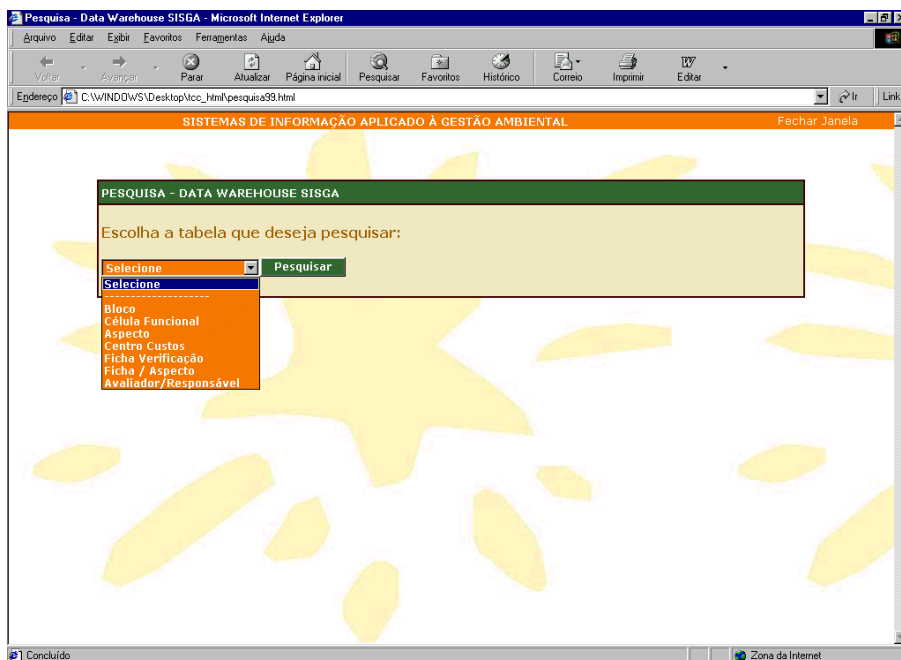 Pesquisa - Data Warehouse SISGA - Microsoft Internet Explorer
Arquivo Editar Exibir Favoritos Ferramentas Ajuda
Voltar Avançar Parar Atualizar Página inicial Pesquisar Favoritos Histórico Correio Imprimir Editar
Endereço C:\WINDOWS\Desktop\tcc_html\pesquisa99.html Ir Link
SISTEMAS DE INFORMAÇÃO APLICADO À GESTÃO AMBIENTAL Fechar Janela
PESQUISA - DATA WAREHOUSE SISGA
Escolha a tabela que deseja pesquisar:
Selecione Pesquisar
Selecione
--------------------
Bloco
Célula Funcional
Aspecto
Centro Custos
Ficha Verificação
Ficha / Aspecto
Avaliador/Responsável
Concluído Zona da Internet